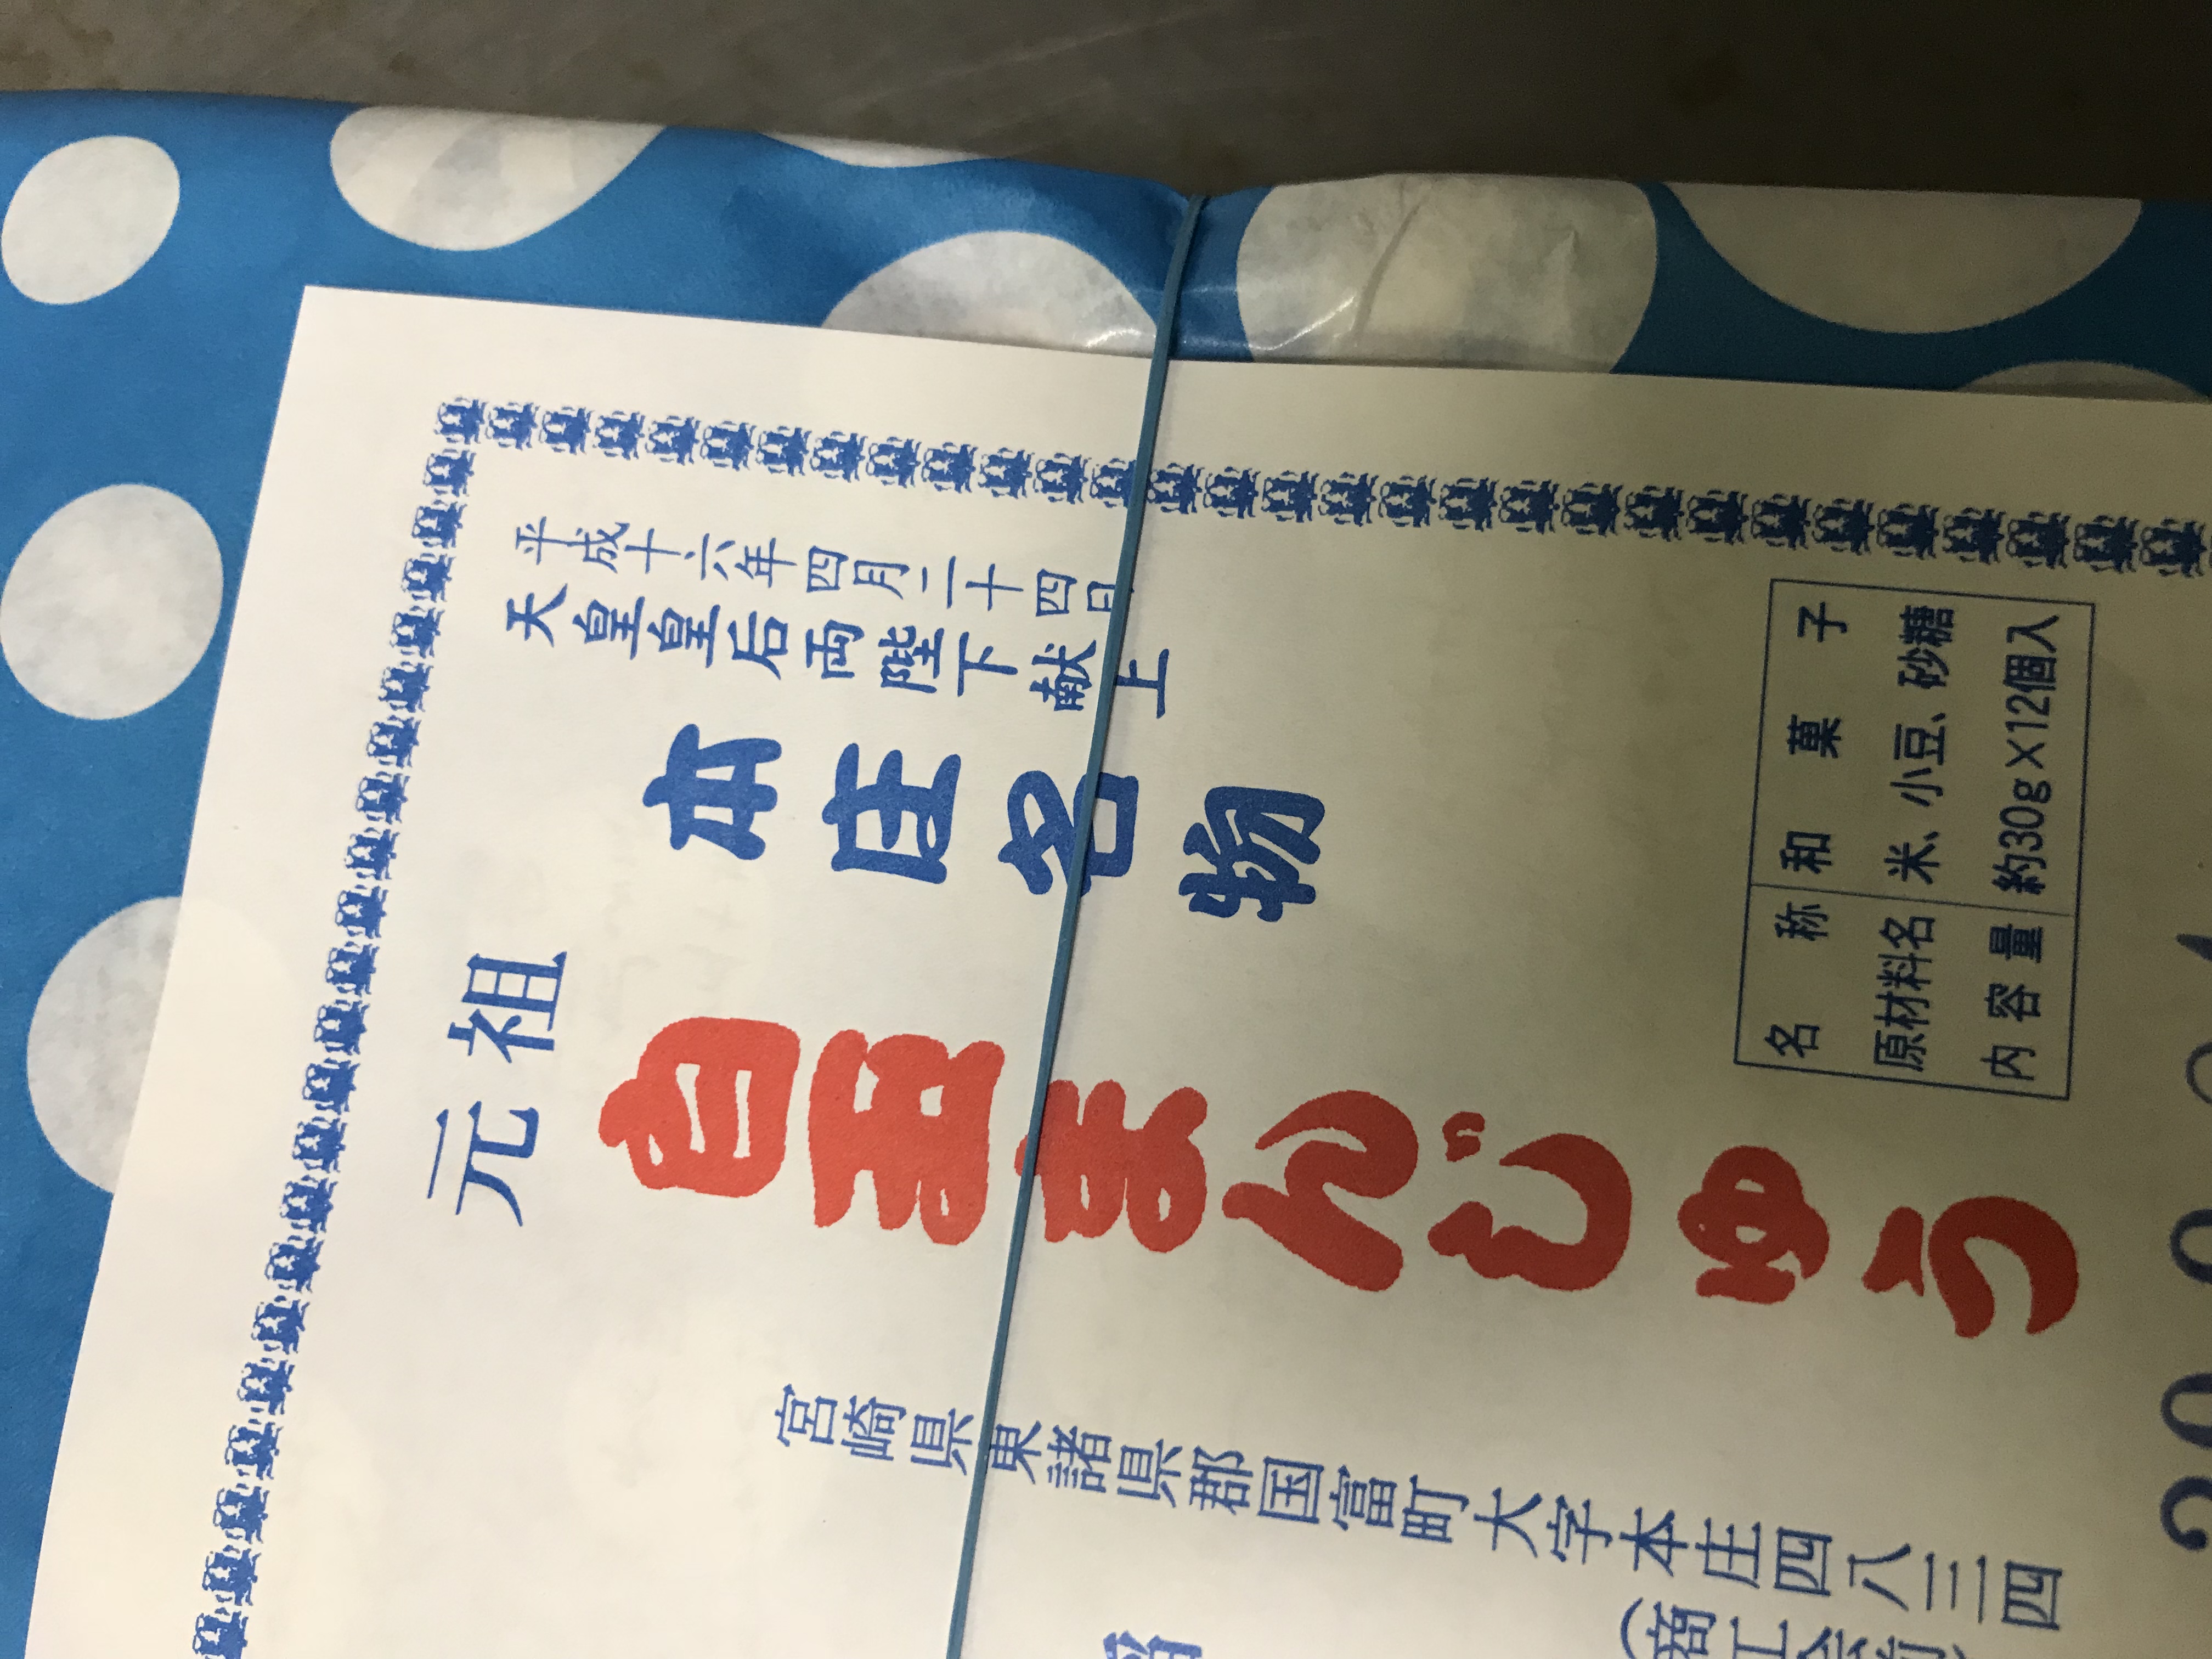 平成十六年四月二十四日
天皇皇后両陛下献上
本庄名物
元祖
白玉まんじゅう
名称 和菓子
原材料名 米、小豆、砂糖
内容量 約30g×12個入
宮崎県東諸県郡国富町大字本庄四八三四
(商工会前)